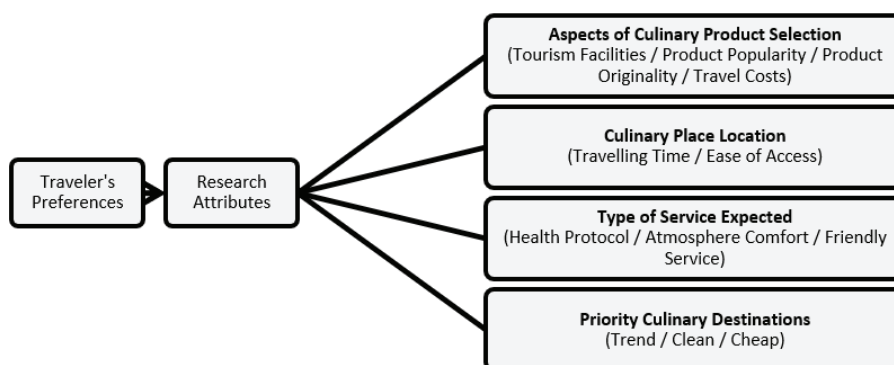 Traveler's
Preferences
Research
Attributes
Aspects of Culinary Product Selection
(Tourism Facilities / Product Popularity / Product
Originality / Travel Costs)
Culinary Place Location
(Travelling Time / Ease of Access)
Type of Service Expected
(Health Protocol / Atmosphere Comfort / Friendly
Service)
Priority Culinary Destinations
(Trend / Clean / Cheap)